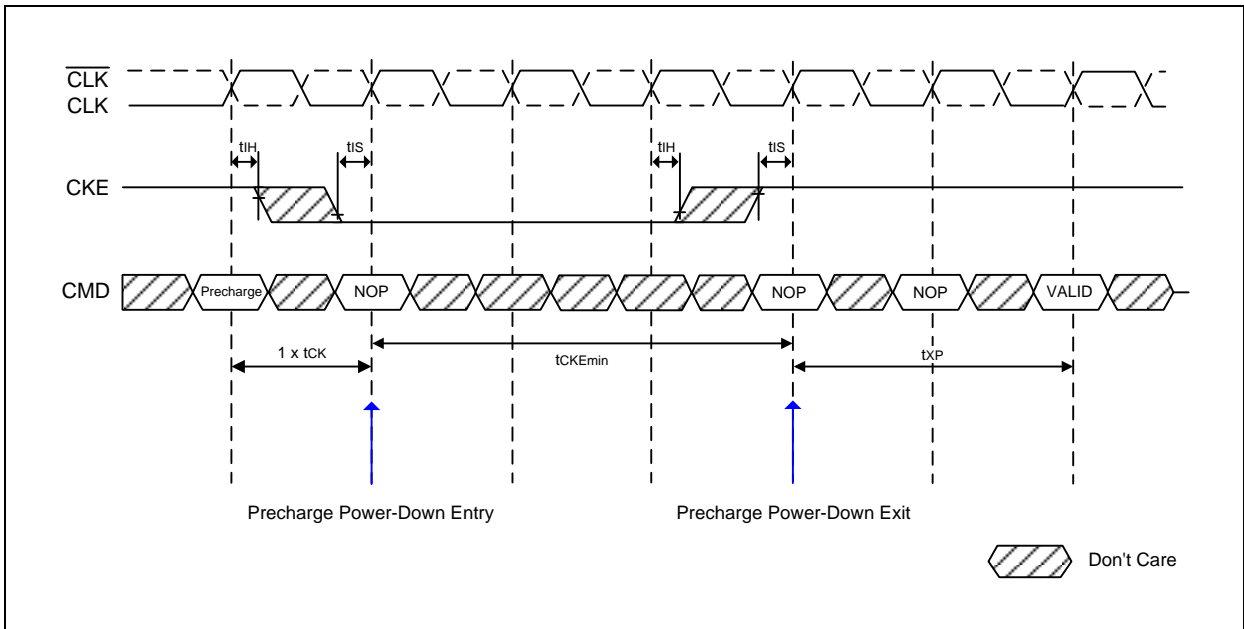 CLK
CLK
tIH
tIS
tIH
tIS
CKE
CMD
Precharge
NOP
NOP
NOP
VALID
1 x tCK
tCKEmin
tXP
Precharge Power-Down Entry
Precharge Power-Down Exit
Don't Care